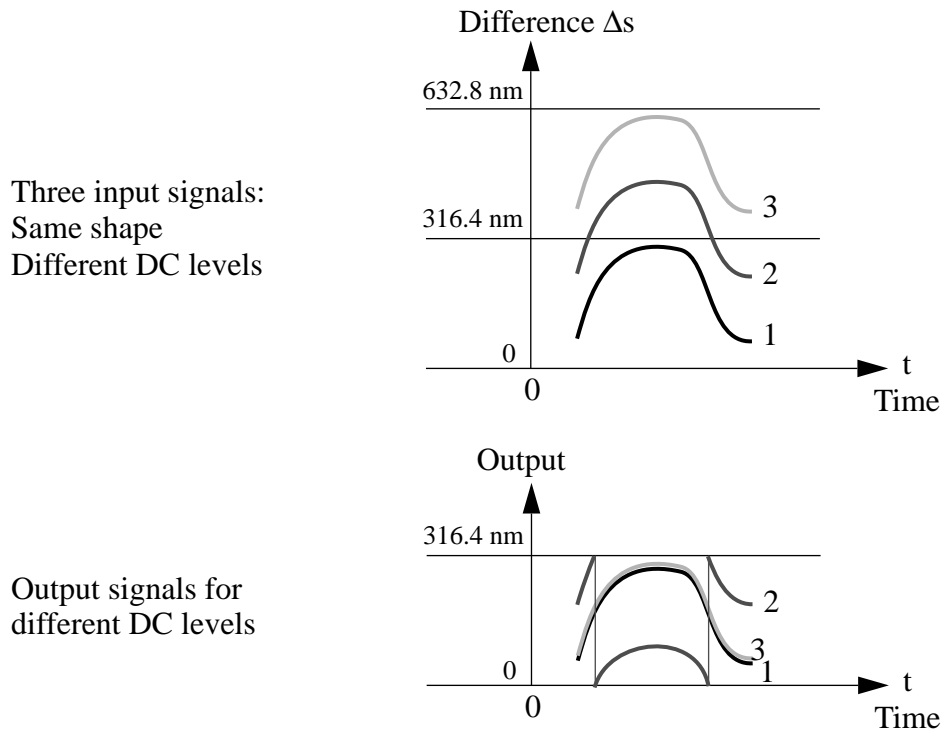 Difference Δs
632.8 nm
Three input signals:
Same shape
Different DC levels
316.4 nm
3
2
1
0
t
0
Time
Output
316.4 nm
Output signals for
different DC levels
2
3
1
0
t
0
Time